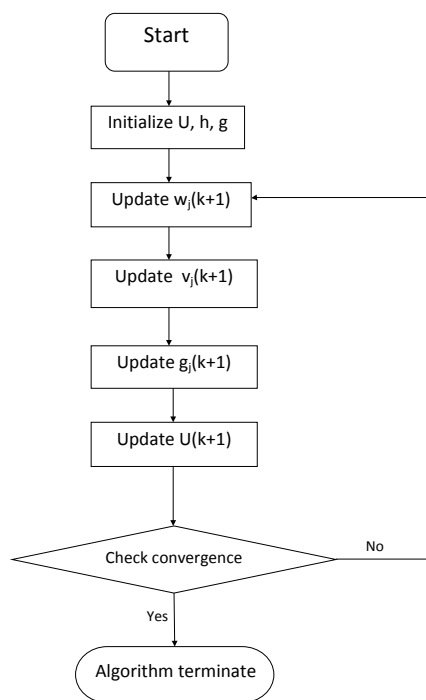 Start
Initialize U, h, g
Update wⱼ(k+1)
Update vⱼ(k+1)
Update gⱼ(k+1)
Update U(k+1)
Check convergence
No
Yes
Algorithm terminate